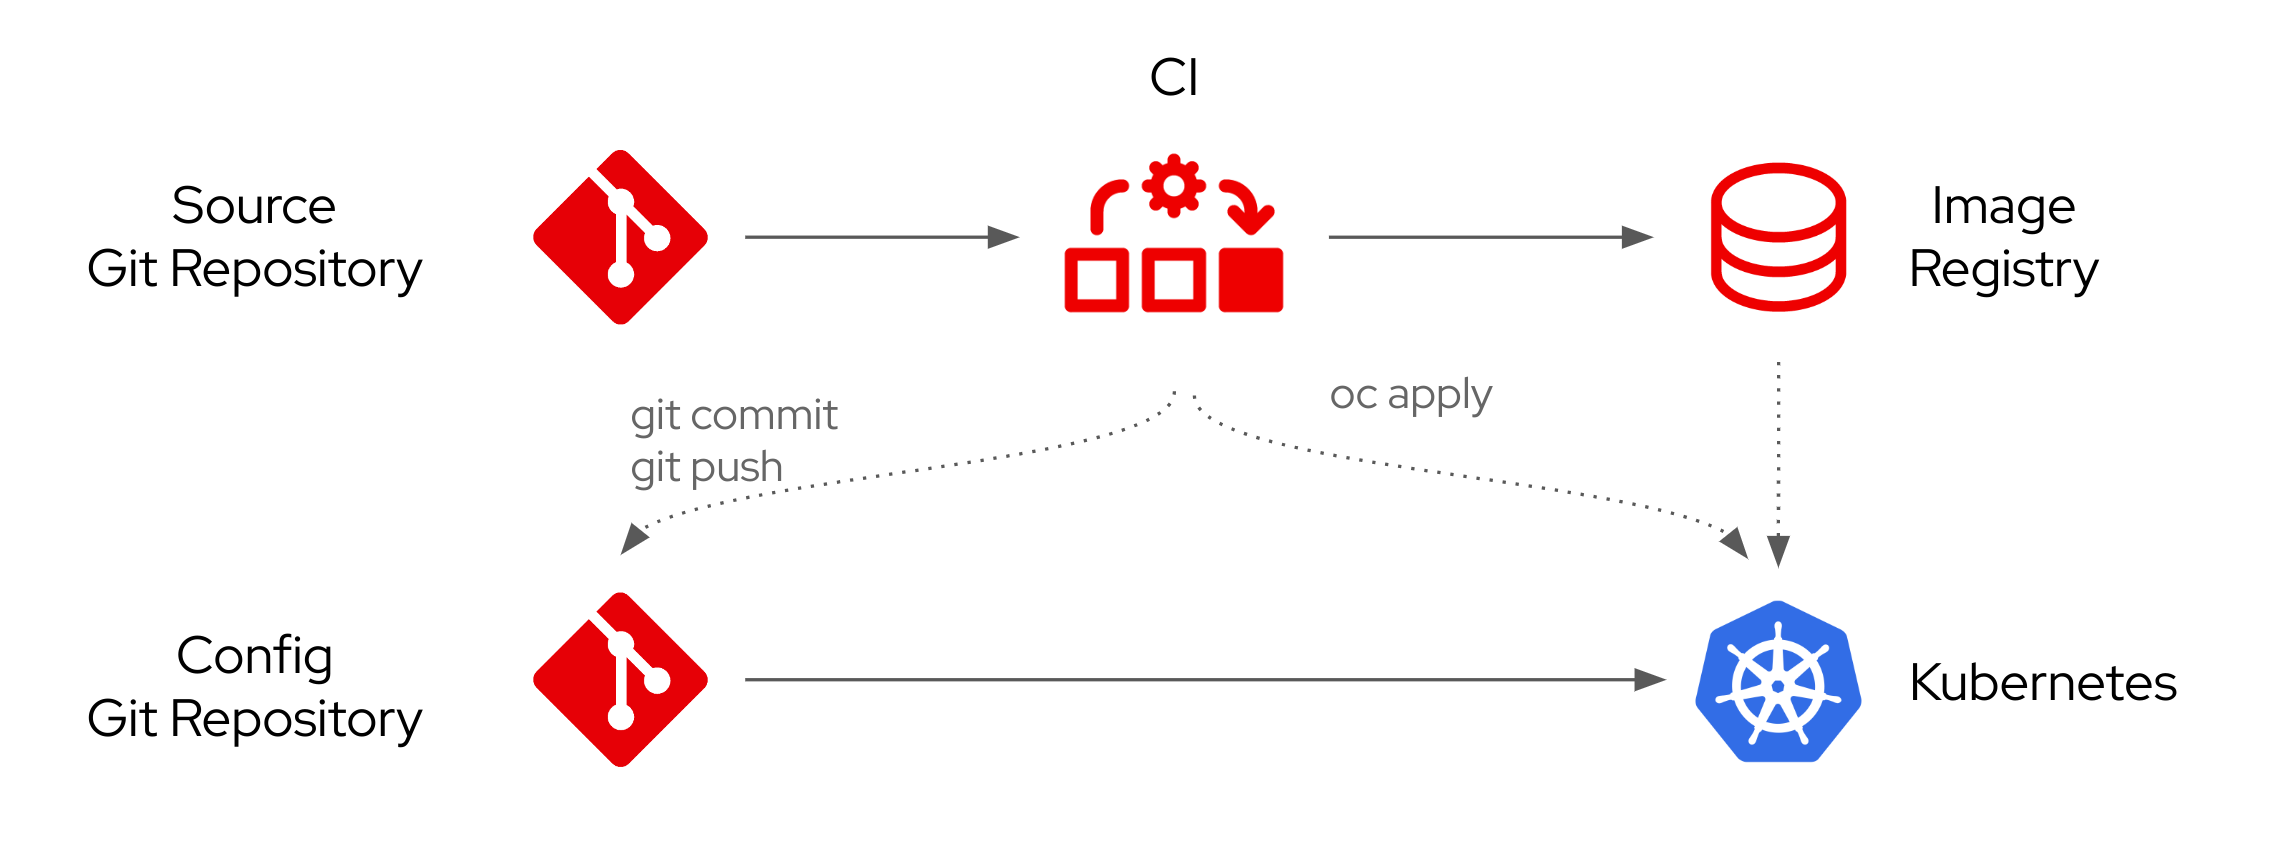 CI
Source
Git Repository
Image
Registry
git commit
git push
oc apply
Config
Git Repository
Kubernetes